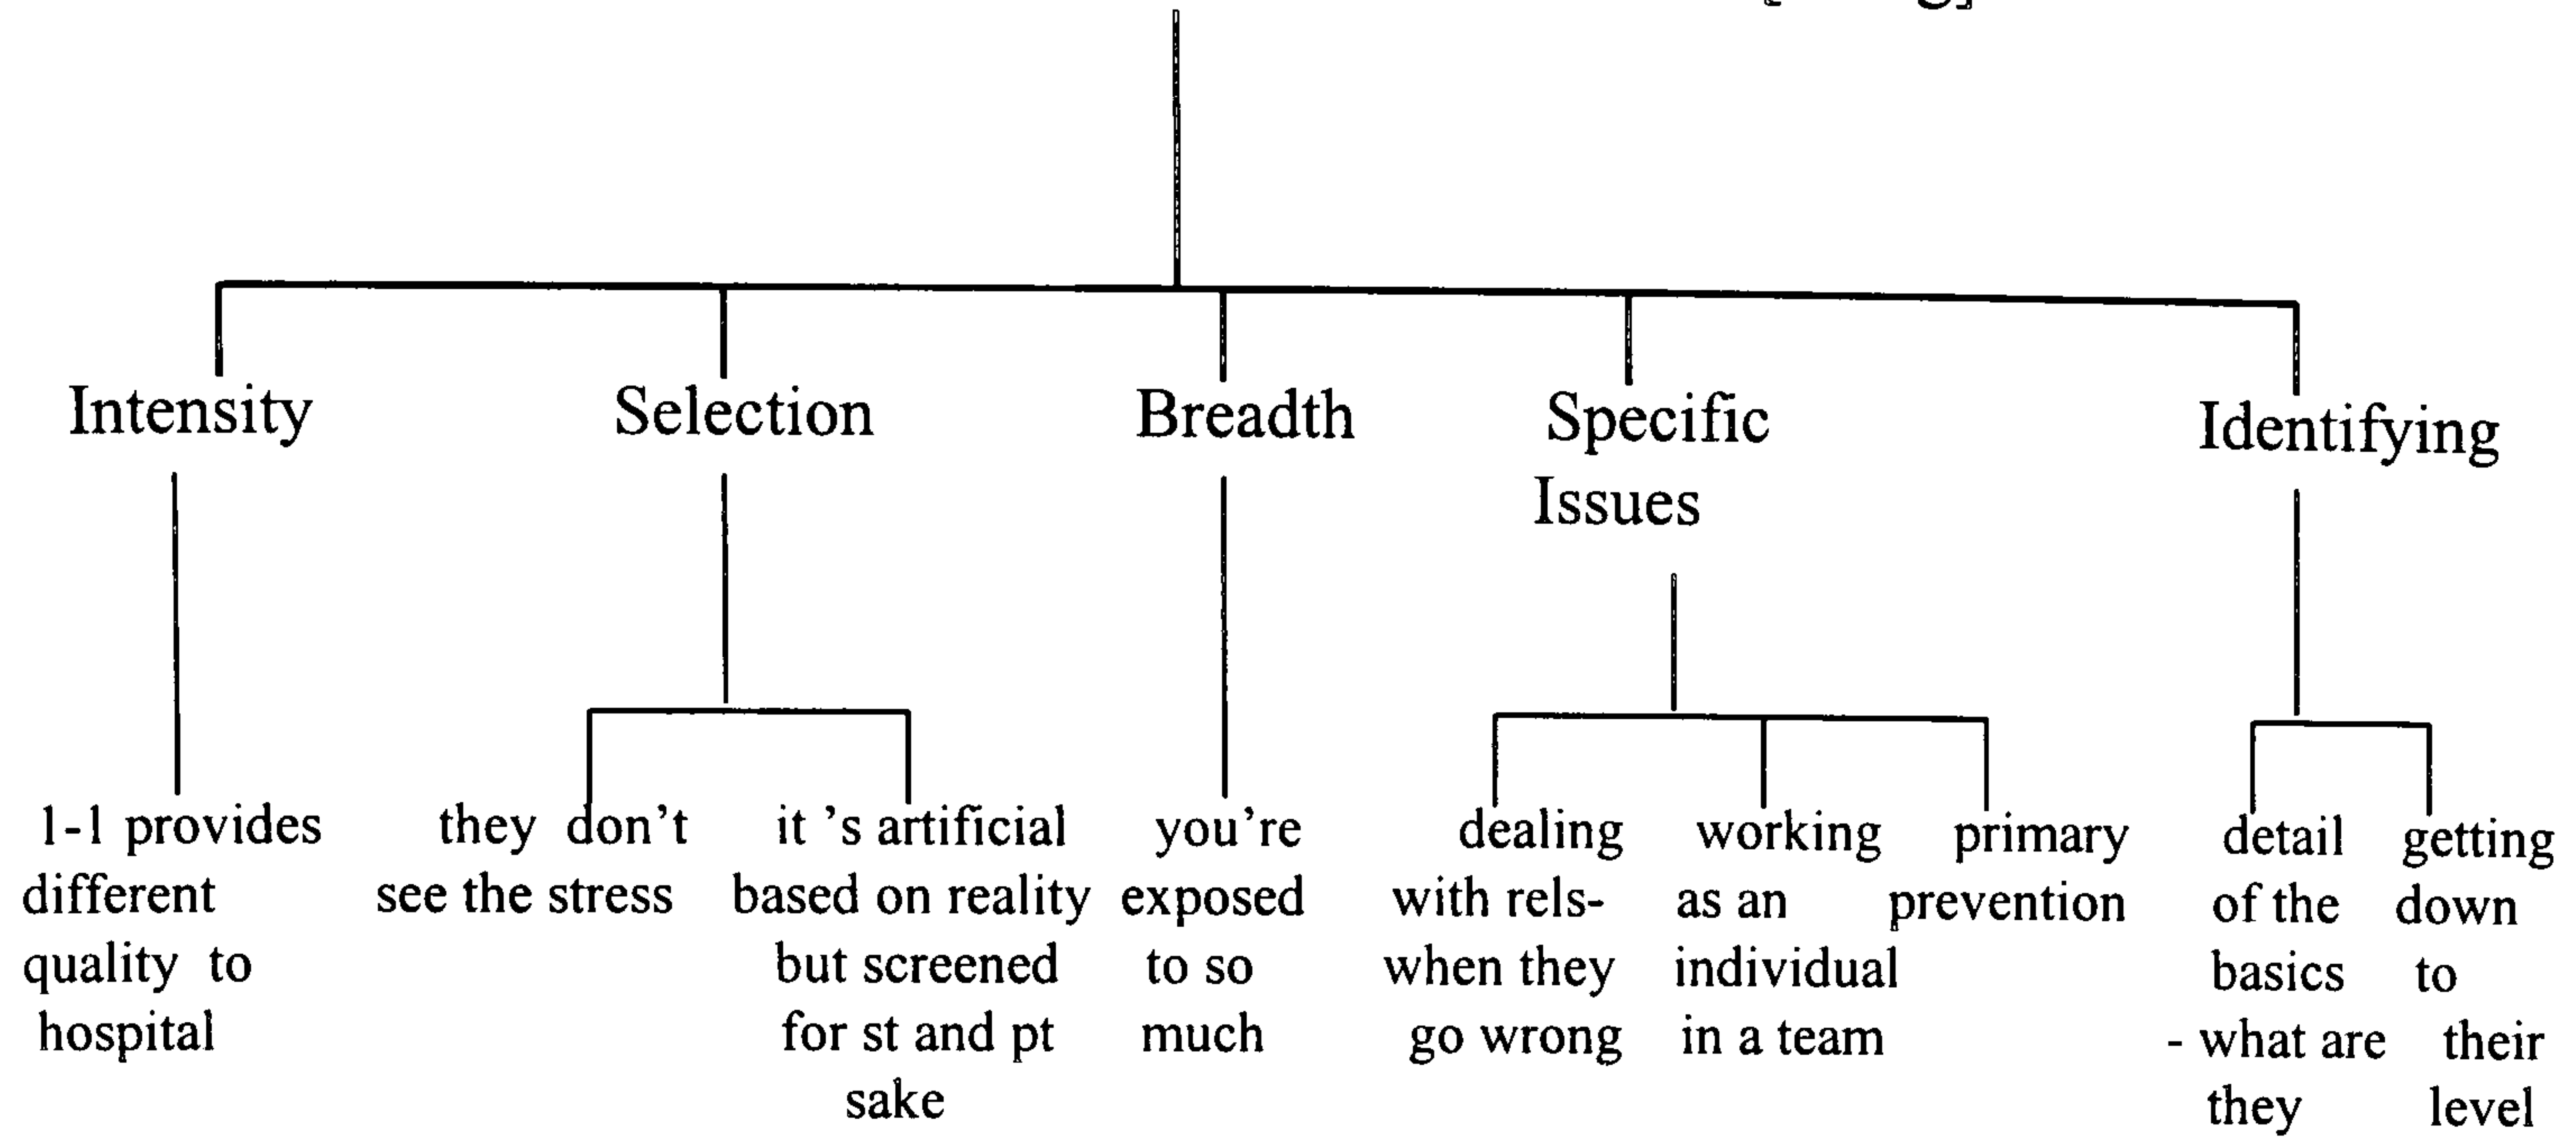 Intensity
Selection
Breadth
Specific
Issues
Identifying
1-1 provides
different
quality to
hospital
they don't
see the stress
it 's artificial
based on reality
but screened
for st and pt
sake
you're
exposed
to so
much
dealing
with rels-
when they
go wrong
working
as an
individual
in a team
primary
prevention
detail
of the
basics
- what are
they
getting
down
to
their
level